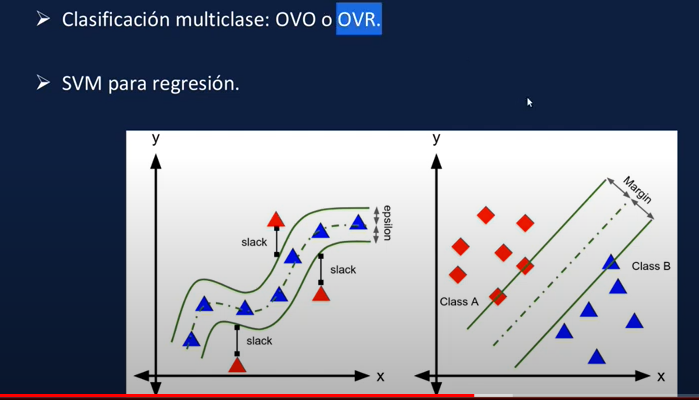 Clasificación multiclase: OVO o OVR.
SVM para regresión.
y
slack
slack
slack
epsilon
x
y
Margin
Class A
Class B
x